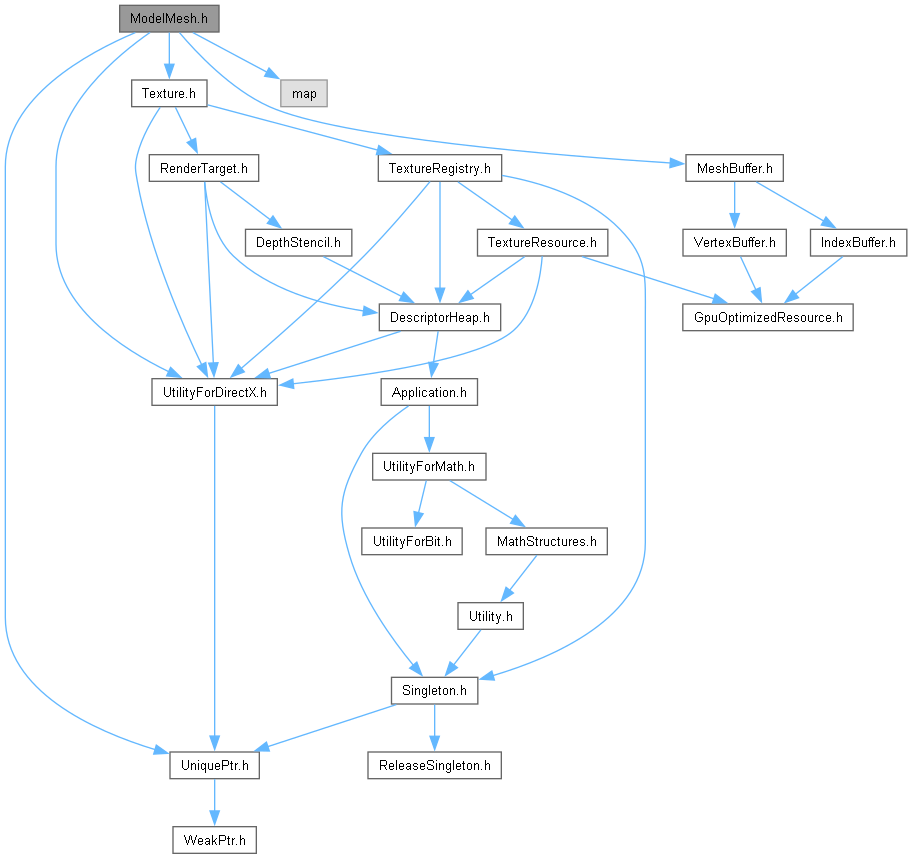 ModelMesh.h
Texture.h
map
RenderTarget.h
TextureRegistry.h
MeshBuffer.h
DepthStencil.h
TextureResource.h
VertexBuffer.h
IndexBuffer.h
DescriptorHeap.h
GpuOptimizedResource.h
UtilityForDirectX.h
Application.h
UtilityForMath.h
UtilityForBit.h
MathStructures.h
Utility.h
Singleton.h
UniquePtr.h
ReleaseSingleton.h
WeakPtr.h